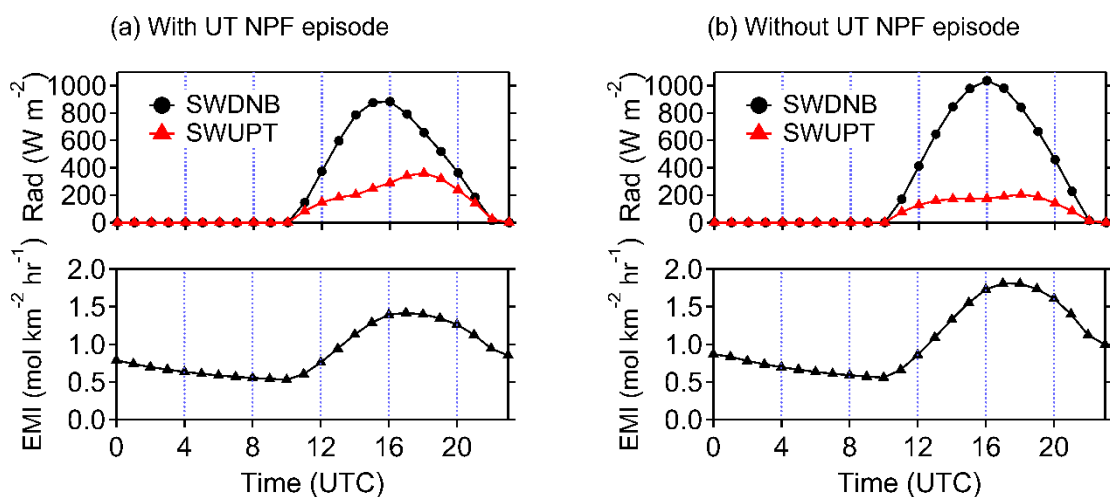 (a) With UT NPF episode
1000
800
600
400
200
0
Rad (W m⁻²)
SWDNB
SWUPT
2.0
1.5
1.0
0.5
0.0
EMI (mol km⁻² hr⁻¹)
0 4 8 12 16 20
Time (UTC)
(b) Without UT NPF episode
1000
800
600
400
200
0
Rad (W m⁻²)
SWDNB
SWUPT
2.0
1.5
1.0
0.5
0.0
EMI (mol km⁻² hr⁻¹)
0 4 8 12 16 20
Time (UTC)